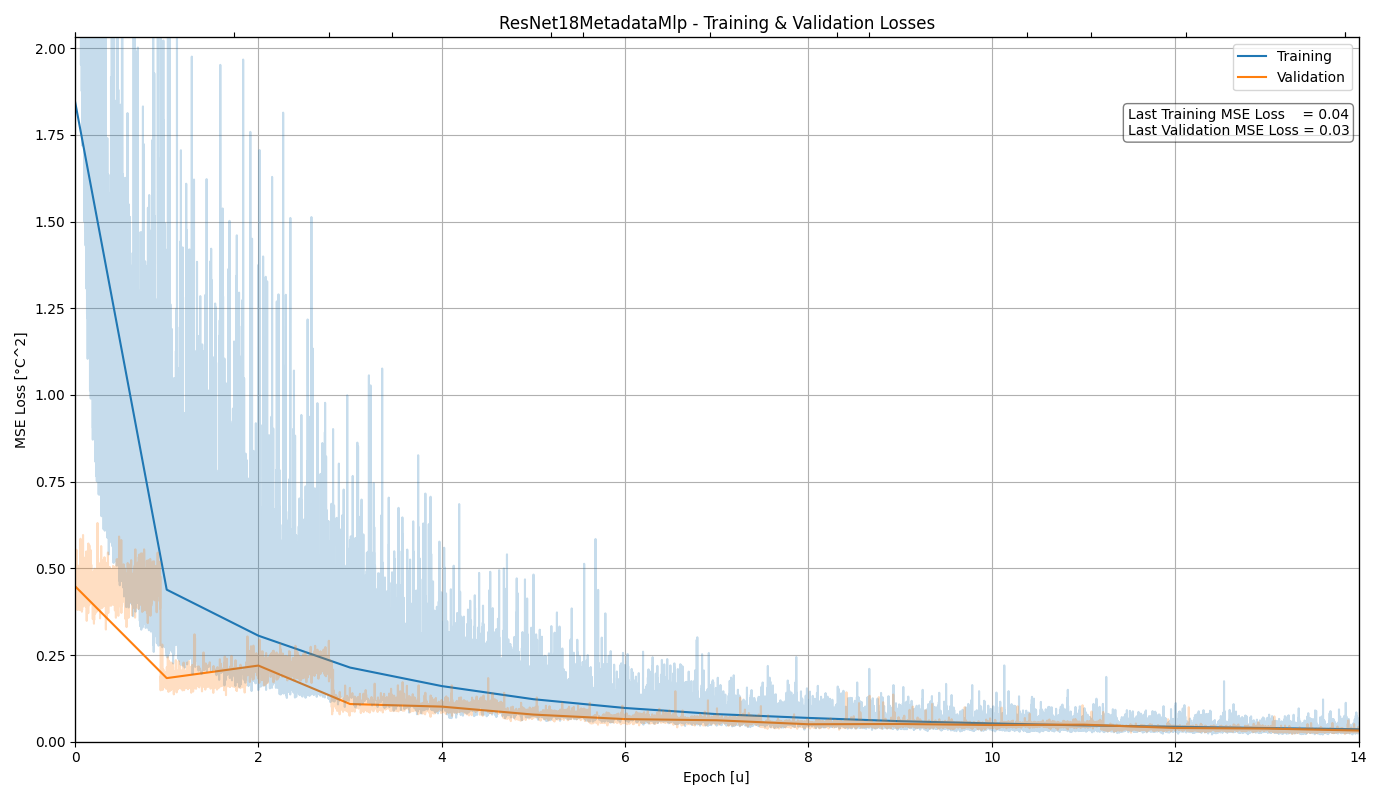 ResNet18MetadataMlp - Training & Validation Losses
Training
Validation
Last Training MSE Loss    = 0.04
Last Validation MSE Loss = 0.03
2.00
1.75
1.50
1.25
1.00
0.75
0.50
0.25
0.00
MSE Loss [°C^2]
0 2 4 6 8 10 12 14
Epoch [u]